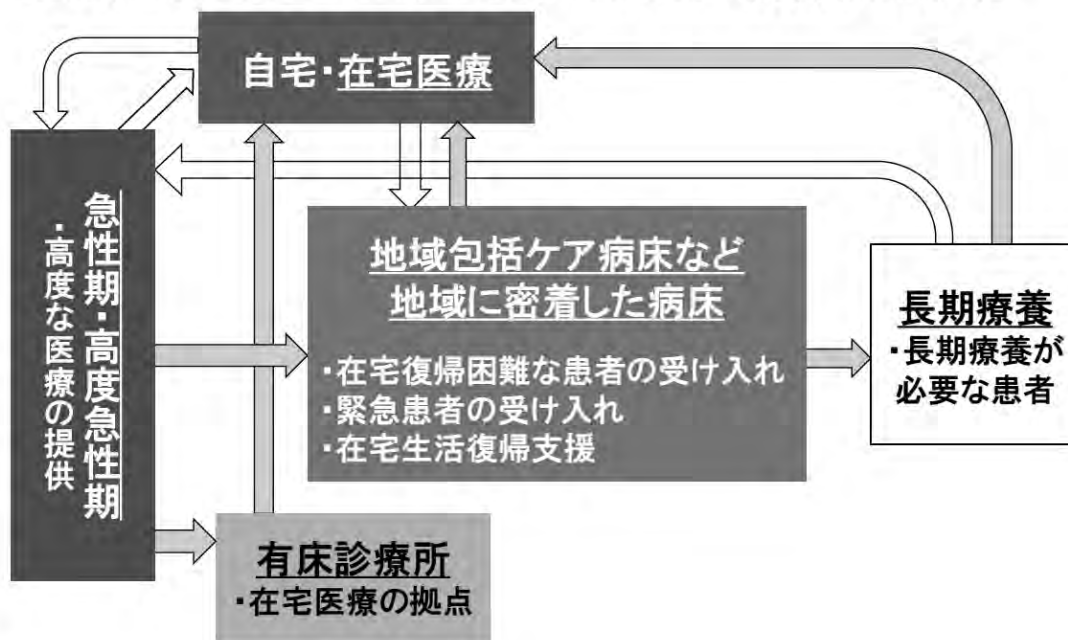 自宅・在宅医療
急性期・高度急性期
・高度な医療の提供
地域包括ケア病床など
地域に密着した病床
・在宅復帰困難な患者の受け入れ
・緊急患者の受け入れ
・在宅生活復帰支援
長期療養
・長期療養が
必要な患者
有床診療所
・在宅医療の拠点